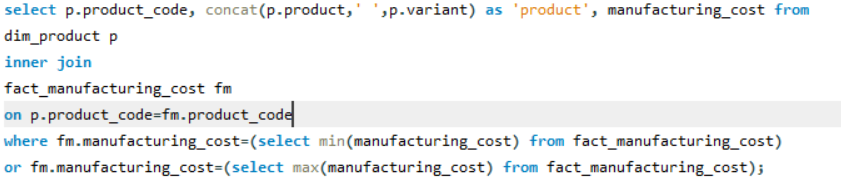 select p.product_code, concat(p.product,' ',p.variant) as 'product', manufacturing_cost from
dim_product p
inner join
fact_manufacturing_cost fm
on p.product_code=fm.product_code
where fm.manufacturing_cost=(select min(manufacturing_cost) from fact_manufacturing_cost)
or fm.manufacturing_cost=(select max(manufacturing_cost) from fact_manufacturing_cost);